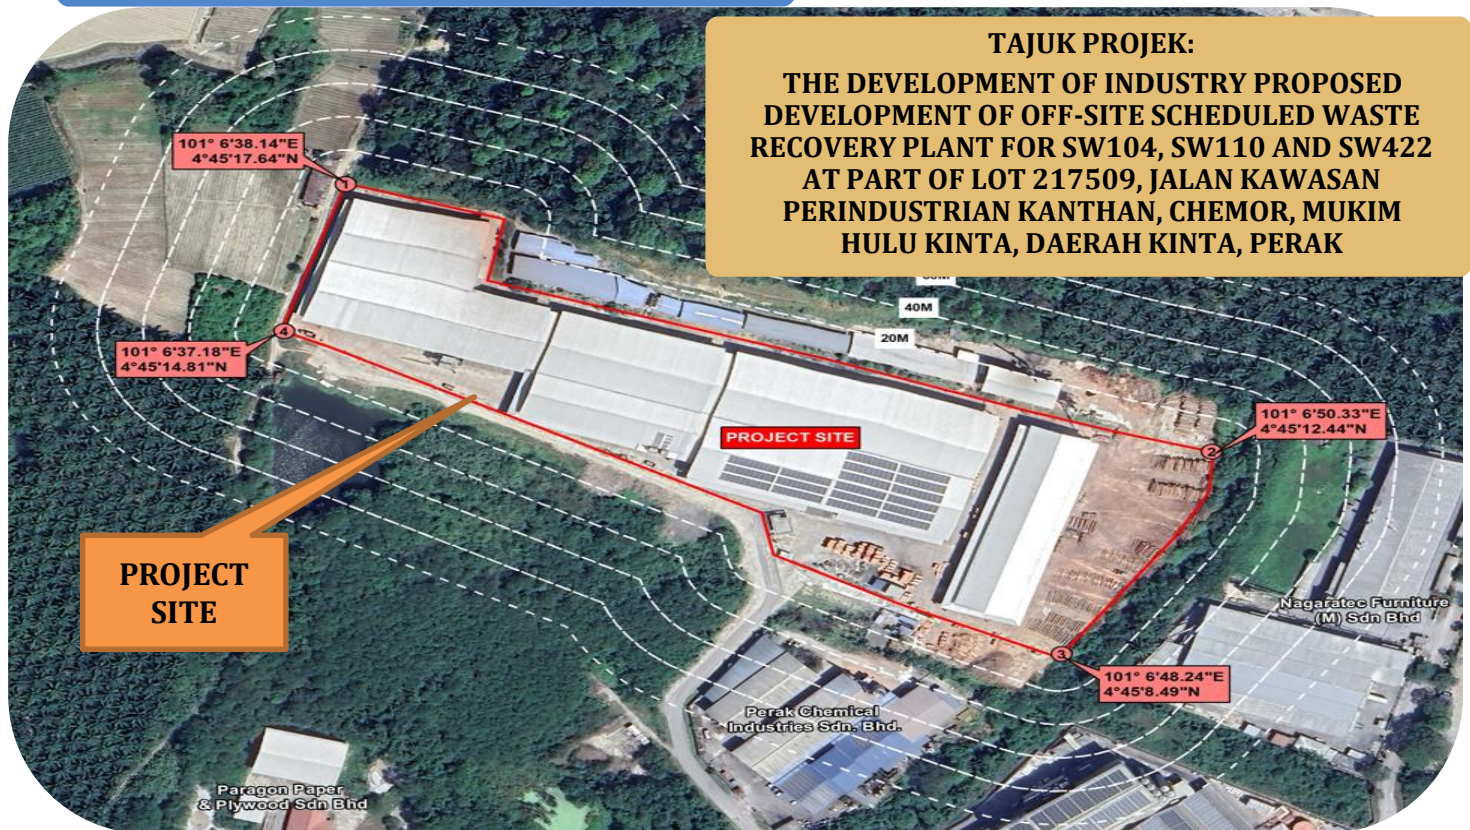 TAJUK PROJEK:
THE DEVELOPMENT OF INDUSTRY PROPOSED
DEVELOPMENT OF OFF-SITE SCHEDULED WASTE
RECOVERY PLANT FOR SW104, SW110 AND SW422
AT PART OF LOT 217509, JALAN KAWASAN
PERINDUSTRIAN KANTHAN, CHEMOR, MUKIM
HULU KINTA, DAERAH KINTA, PERAK
101° 6'38.14"E
4°45'17.64"N
1
40M
20M
4
101° 6'37.18"E
4°45'14.81"N
101° 6'50.33"E
4°45'12.44"N
2
PROJECT SITE
PROJECT
SITE
Nagaratec Furniture
(M) Sdn Bhd
3
101° 6'48.24"E
4°45'8.49"N
Perak Chemical
Industries Sdn. Bhd.
Paragon Paper
& Plywood Sdn Bhd